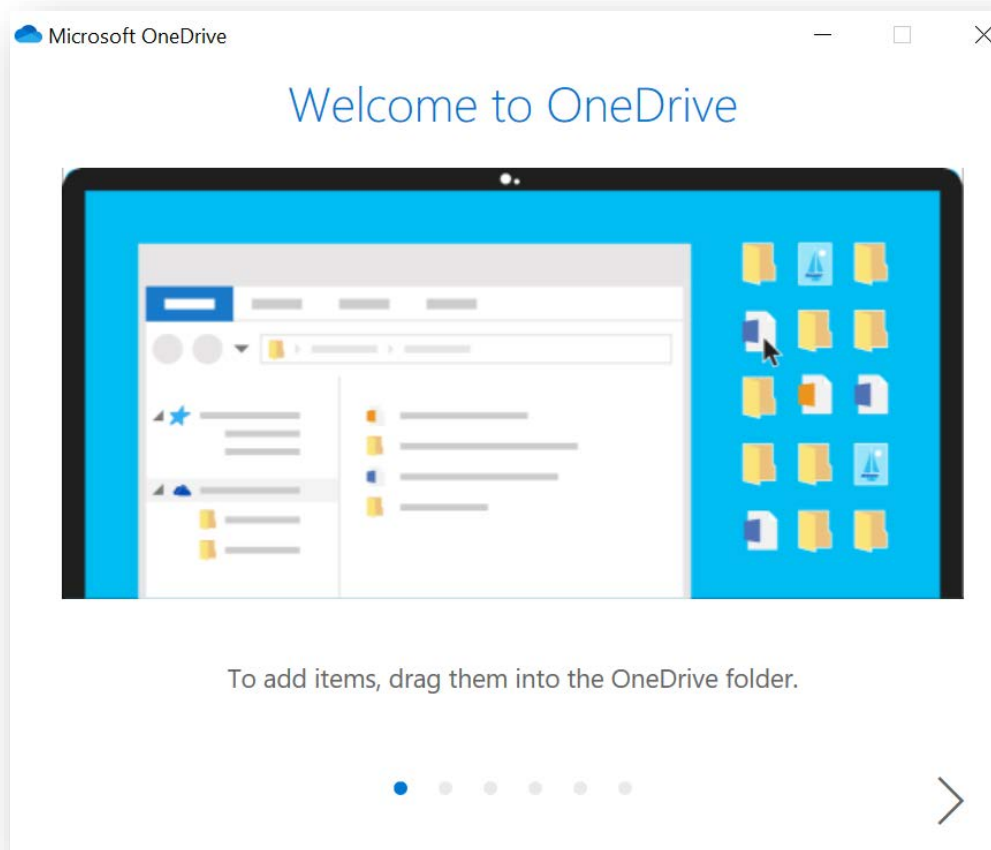 Microsoft OneDrive
Welcome to OneDrive
To add items, drag them into the OneDrive folder.